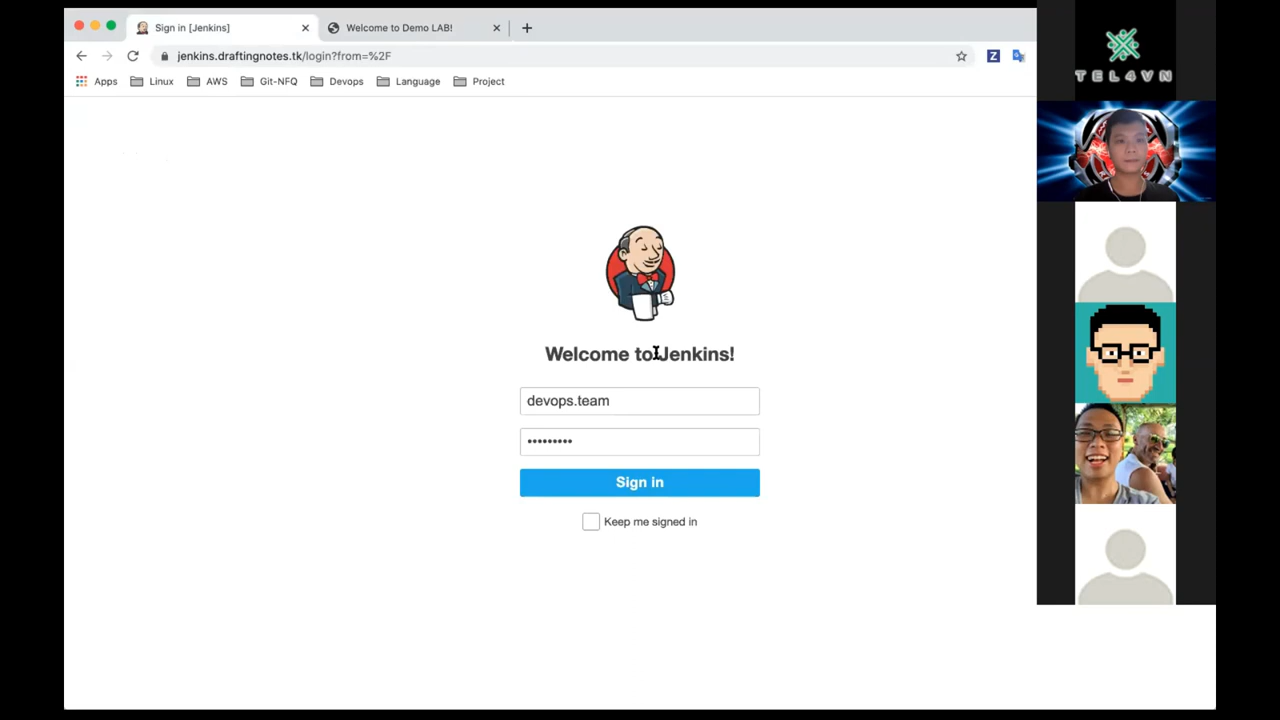 Sign in [Jenkins]
Welcome to Demo LAB!
jenkins.draftingnotes.tk/login?from=%2F
Apps
Linux
AWS
Git-NFQ
Devops
Language
Project
Z
TEL4VN
Welcome to Jenkins!
devops.team
•••••••••
Sign in
Keep me signed in